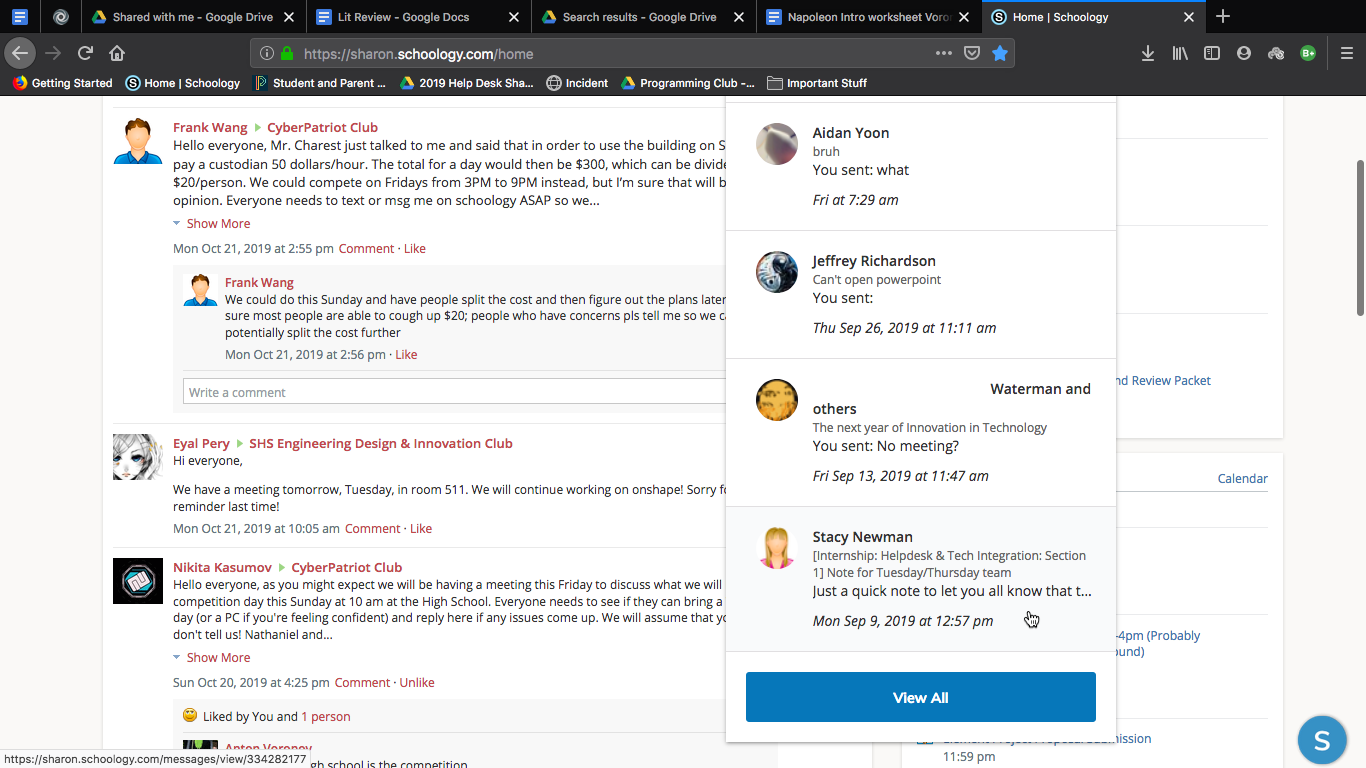 Shared with me - Google Drive
Lit Review - Google Docs
Search results - Google Drive
Napoleon Intro worksheet Voro
Home | Schoology
https://sharon.schoology.com/home
Getting Started
Home | Schoology
Student and Parent ...
2019 Help Desk Sha...
Incident
Programming Club -...
Important Stuff
Frank Wang CyberPatriot Club
Hello everyone, Mr. Charest just talked to me and said that in order to use the building on S
pay a custodian 50 dollars/hour. The total for a day would then be $300, which can be divide
$20/person. We could compete on Fridays from 3PM to 9PM instead, but I'm sure that will b
opinion. Everyone needs to text or msg me on schoology ASAP so we...
Show More
Mon Oct 21, 2019 at 2:55 pm Comment · Like
Frank Wang
We could do this Sunday and have people split the cost and then figure out the plans later
sure most people are able to cough up $20; people who have concerns pls tell me so we ca
potentially split the cost further
Mon Oct 21, 2019 at 2:56 pm · Like
Write a comment
Eyal Pery SHS Engineering Design & Innovation Club
Hi everyone,
We have a meeting tomorrow, Tuesday, in room 511. We will continue working on onshape! Sorry fo
reminder last time!
Mon Oct 21, 2019 at 10:05 am Comment · Like
Nikita Kasumov CyberPatriot Club
Hello everyone, as you might expect we will be having a meeting this Friday to discuss what we will
competition day this Sunday at 10 am at the High School. Everyone needs to see if they can bring a
day (or a PC if you're feeling confident) and reply here if any issues come up. We will assume that yo
don't tell us! Nathaniel and...
Show More
Sun Oct 20, 2019 at 4:25 pm Comment · Unlike
Liked by You and 1 person
Anton Voronov
gh school is the competition
https://sharon.schoology.com/messages/view/334282177
Aidan Yoon
bruh
You sent: what
Fri at 7:29 am
Jeffrey Richardson
Can't open powerpoint
You sent:
Thu Sep 26, 2019 at 11:11 am
Waterman and
others
The next year of Innovation in Technology
You sent: No meeting?
Fri Sep 13, 2019 at 11:47 am
Stacy Newman
[Internship: Helpdesk & Tech Integration: Section
1] Note for Tuesday/Thursday team
Just a quick note to let you all know that t...
Mon Sep 9, 2019 at 12:57 pm
View All
nd Review Packet
Calendar
-4pm (Probably
ound)
11:59 pm
S